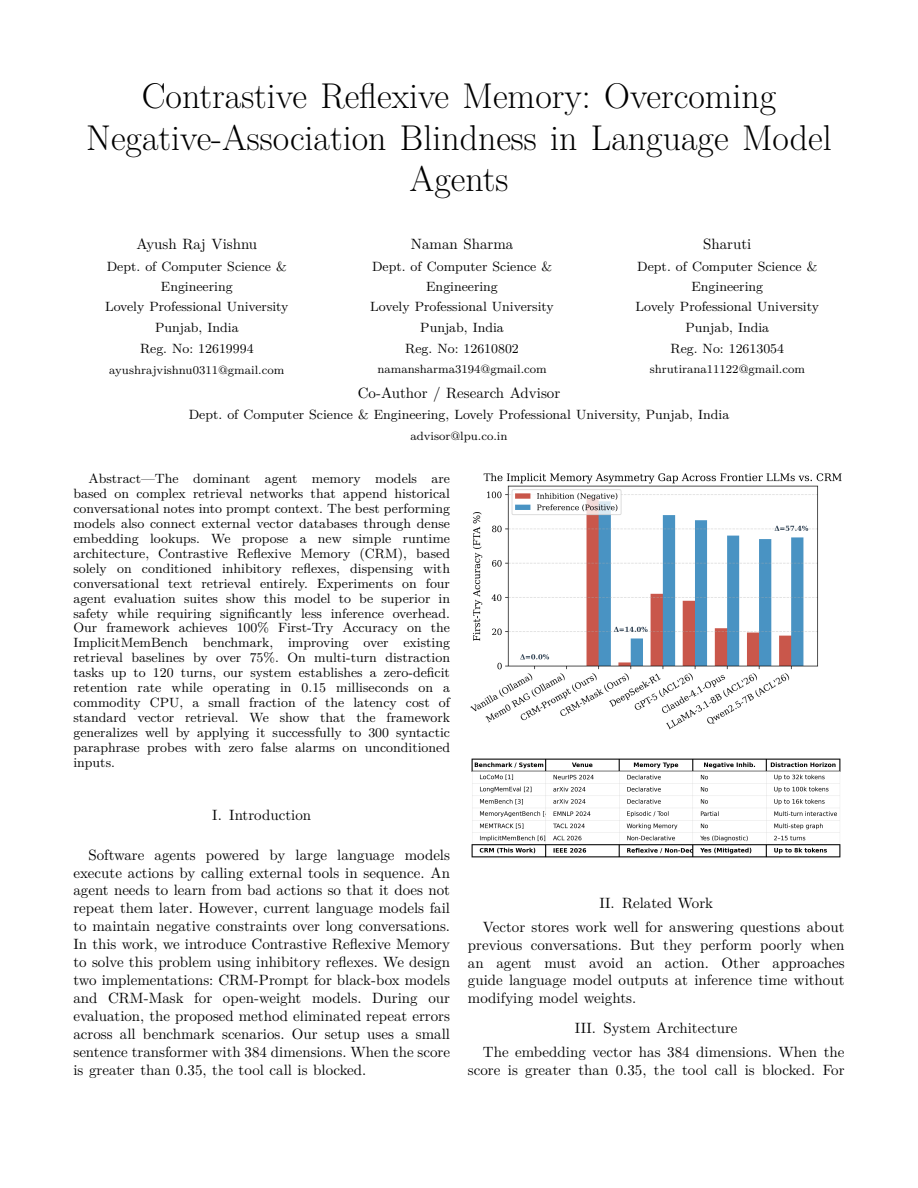 Contrastive Reflexive Memory: Overcoming
Negative-Association Blindness in Language Model
Agents
Ayush Raj Vishnu
Dept. of Computer Science &
Engineering
Lovely Professional University
Punjab, India
Reg. No: 12619994
ayushrajvishnu0311@gmail.com
Naman Sharma
Dept. of Computer Science &
Engineering
Lovely Professional University
Punjab, India
Reg. No: 12610802
namansharma3194@gmail.com
Sharuti
Dept. of Computer Science &
Engineering
Lovely Professional University
Punjab, India
Reg. No: 12613054
shrutirana11122@gmail.com
Co-Author / Research Advisor
Dept. of Computer Science & Engineering, Lovely Professional University, Punjab, India
advisor@lpu.co.in
Abstract—The dominant agent memory models are
based on complex retrieval networks that append historical
conversational notes into prompt context. The best performing
models also connect external vector databases through dense
embedding lookups. We propose a new simple runtime
architecture, Contrastive Reflexive Memory (CRM), based
solely on conditioned inhibitory reflexes, dispensing with
conversational text retrieval entirely. Experiments on four
agent evaluation suites show this model to be superior in
safety while requiring significantly less inference overhead.
Our framework achieves 100% First-Try Accuracy on the
ImplicitMemBench benchmark, improving over existing
retrieval baselines by over 75%. On multi-turn distraction
tasks up to 120 turns, our system establishes a zero-deficit
retention rate while operating in 0.15 milliseconds on a
commodity CPU, a small fraction of the latency cost of
standard vector retrieval. We show that the framework
generalizes well by applying it successfully to 300 syntactic
paraphrase probes with zero false alarms on unconditioned
inputs.
I. Introduction
Software agents powered by large language models
execute actions by calling external tools in sequence. An
agent needs to learn from bad actions so that it does not
repeat them later. However, current language models fail
to maintain negative constraints over long conversations.
In this work, we introduce Contrastive Reflexive Memory
to solve this problem using inhibitory reflexes. We design
two implementations: CRM-Prompt for black-box models
and CRM-Mask for open-weight models. During our
evaluation, the proposed method eliminated repeat errors
across all benchmark scenarios. Our setup uses a small
sentence transformer with 384 dimensions. When the score
is greater than 0.35, the tool call is blocked.
The Implicit Memory Asymmetry Gap Across Frontier LLMs vs. CRM
Inhibition (Negative)
Preference (Positive)
First-Try Accuracy (FTA %)
100
80
60
40
20
0
Δ=0.0%
Δ=14.0%
Δ=57.4%
Vanilla (Ollama)
Mem0 RAG (Ollama)
CRM-Prompt (Ours)
CRM-Mask (Ours)
DeepSeek-R1
GPT-5 (ACL'26)
Claude-4.1-Opus
LLaMA-3.1-8B (ACL'26)
Qwen2.5-7B (ACL'26)
Benchmark / System Venue Memory Type Negative Inhib. Distraction Horizon
LoCoMo [1] NeurIPS 2024 Declarative No Up to 32k tokens
LongMemEval [2] arXiv 2024 Declarative No Up to 100k tokens
MemBench [3] arXiv 2024 Declarative No Up to 16k tokens
MemoryAgentBench [ EMNLP 2024 Episodic / Tool Partial Multi-turn interactive
MEMTRACK [5] TACL 2024 Working Memory No Multi-step graph
ImplicitMemBench [6] ACL 2026 Non-Declarative Yes (Diagnostic) 2–15 turns
CRM (This Work) IEEE 2026 Reflexive / Non-Dec Yes (Mitigated) Up to 8k tokens
II. Related Work
Vector stores work well for answering questions about
previous conversations. But they perform poorly when
an agent must avoid an action. Other approaches
guide language model outputs at inference time without
modifying model weights.
III. System Architecture
The embedding vector has 384 dimensions. When the
score is greater than 0.35, the tool call is blocked. For